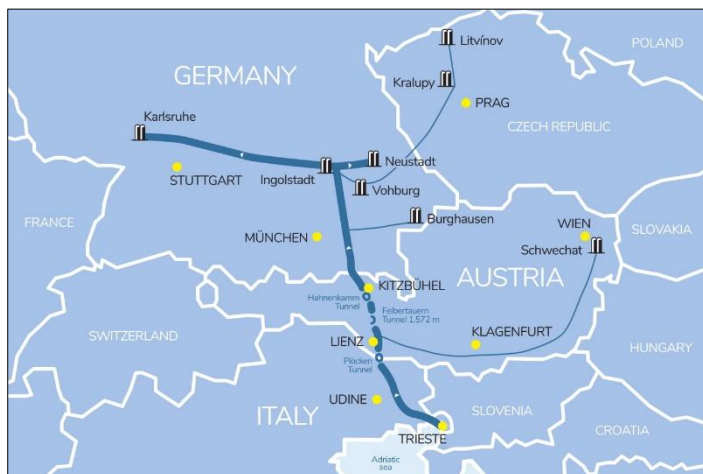 Litvínov
POLAND
GERMANY
Kralupy
PRAG
Karlsruhe
CZECH REPUBLIC
Neustadt
STUTTGART
Ingolstadt
Vohburg
FRANCE
Burghausen
WIEN
SLOVAKIA
MÜNCHEN
Schwechat
AUSTRIA
KITZBÜHEL
Hahnenkamm
Tunnel
Felbertauern
Tunnel 1.572 m
SWITZERLAND
LIENZ
KLAGENFURT
HUNGARY
Plöcken
Tunnel
UDINE
ITALY
SLOVENIA
CROATIA
TRIESTE
Adriatic
sea